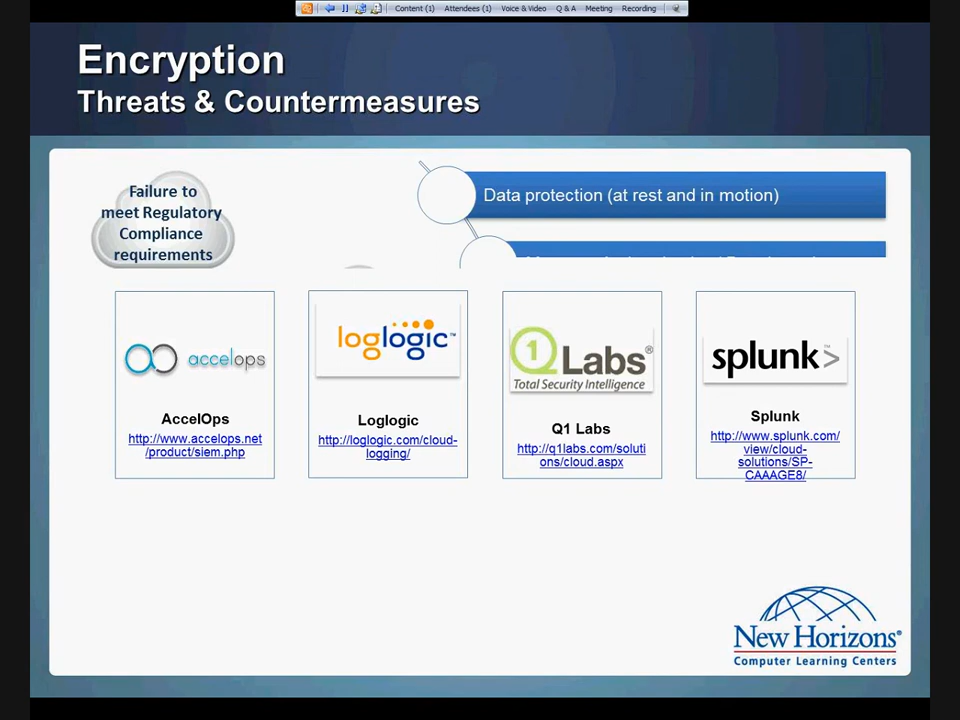 Content (1) Attendees (1) Voice & Video Q & A Meeting Recording
Encryption
Threats & Countermeasures
Failure to
meet Regulatory
Compliance
requirements
Data protection (at rest and in motion)
accelops
AccelOps
http://www.accelops.net
/product/siem.php
loglogic™
Loglogic
http://loglogic.com/cloud-
logging/
Q1 Labs®
Total Security Intelligence
Q1 Labs
http://q1labs.com/soluti
ons/cloud.aspx
splunk>™
Splunk
http://www.splunk.com/
view/cloud-
solutions/SP-
CAAAGE8/
New Horizons®
Computer Learning Centers